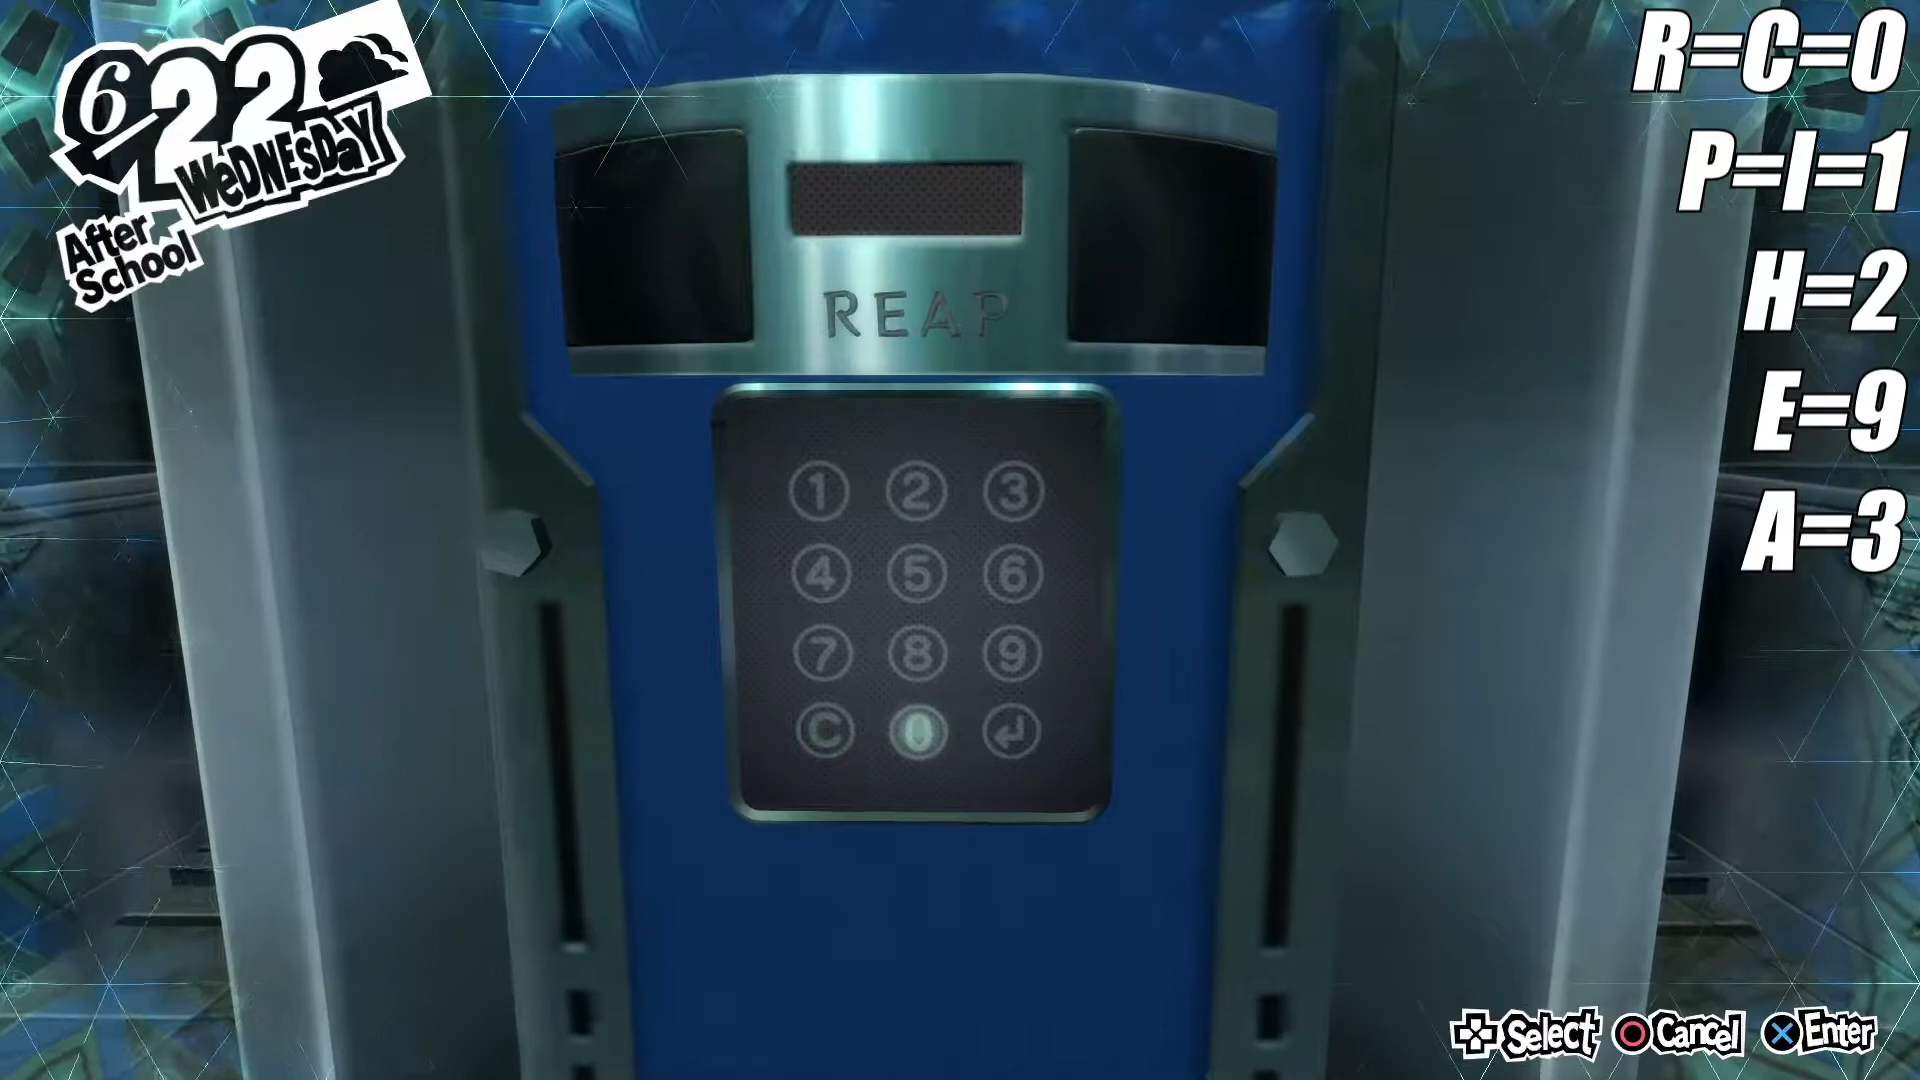 6/22
WeDNESDaY
After
School
R=C=0
P=I=1
H=2
E=9
A=3
REAP
1 2 3
4 5 6
7 8 9
C 0 ↵
Select Cancel Enter